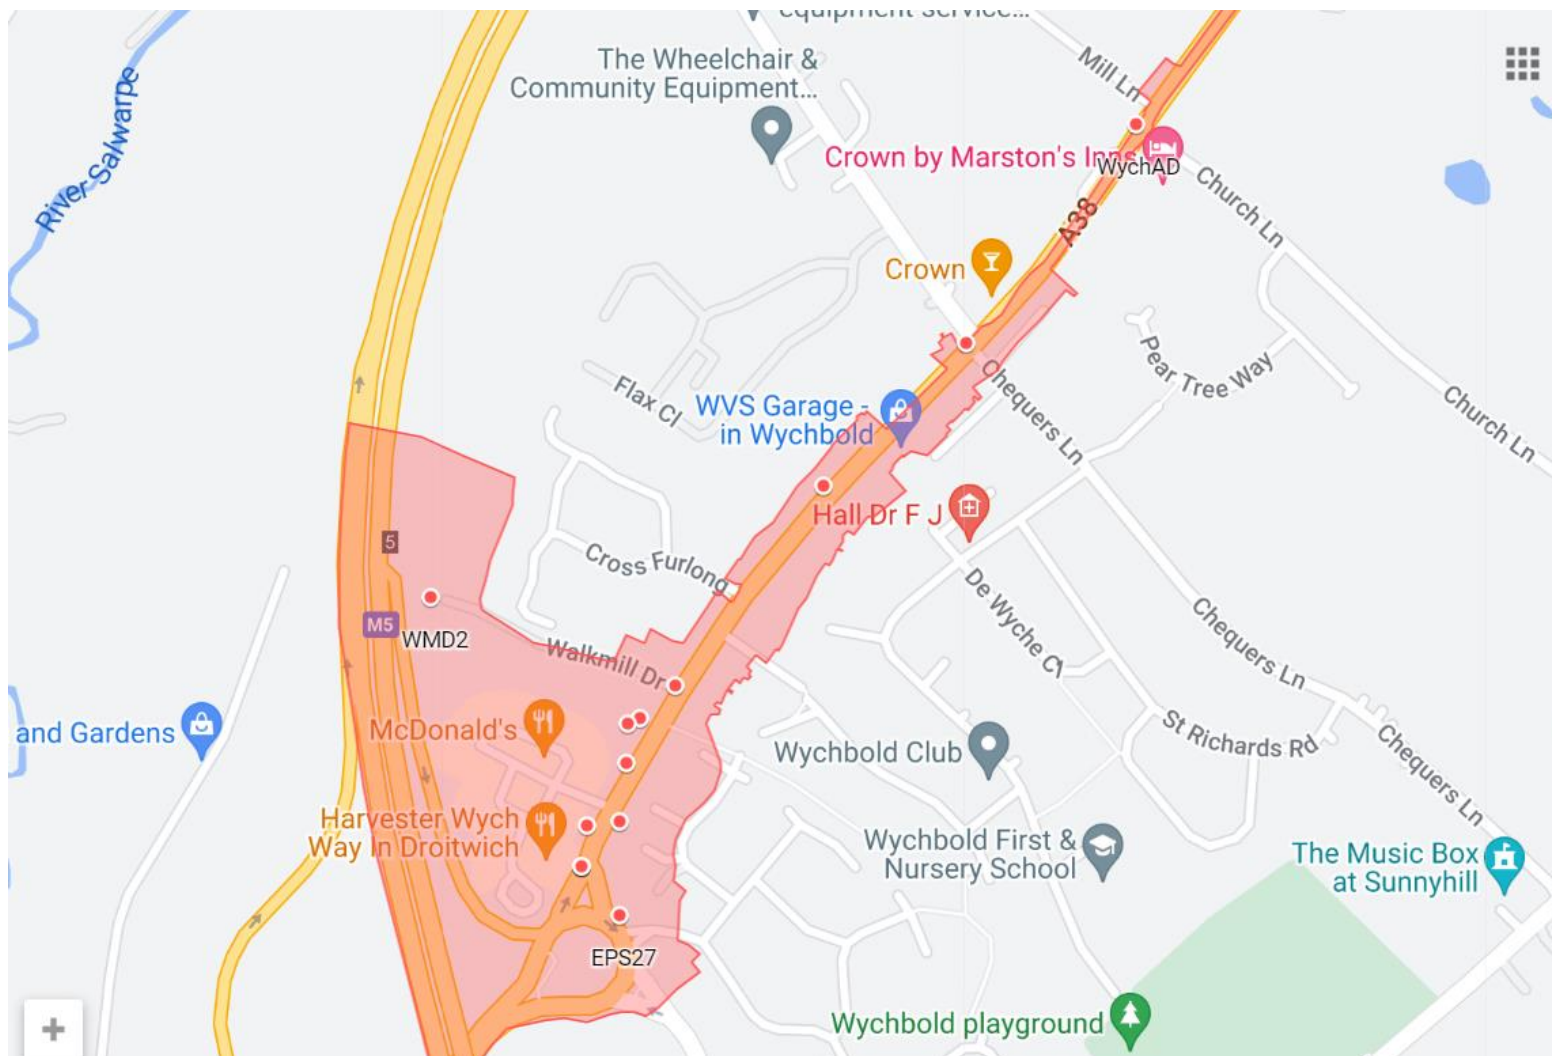 equipment service...
The Wheelchair &
Community Equipment...
Mill Ln
River Salwarpe
Crown by Marston's Inns
WychAD
Church Ln
A38
Crown
Pear Tree Way
Chequers Ln
Flax Cl
WVS Garage -
in Wychbold
Church Ln
Hall Dr F J
5
Cross Furlong
De Wyche Cl
M5
WMD2
Walkmill Dr
Chequers Ln
and Gardens
McDonald's
Wychbold Club
St Richards Rd
Chequers Ln
Harvester Wych
Way In Droitwich
Wychbold First &
Nursery School
The Music Box
at Sunnyhill
EPS27
Wychbold playground